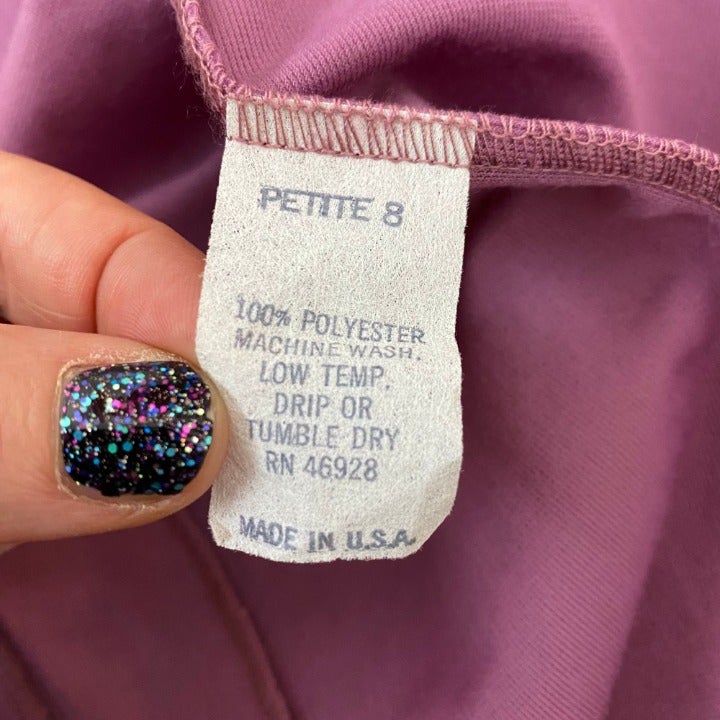 PETITE 8
100% POLYESTER
MACHINE WASH.
LOW TEMP.
DRIP OR
TUMBLE DRY
RN 46928
MADE IN U.S.A.